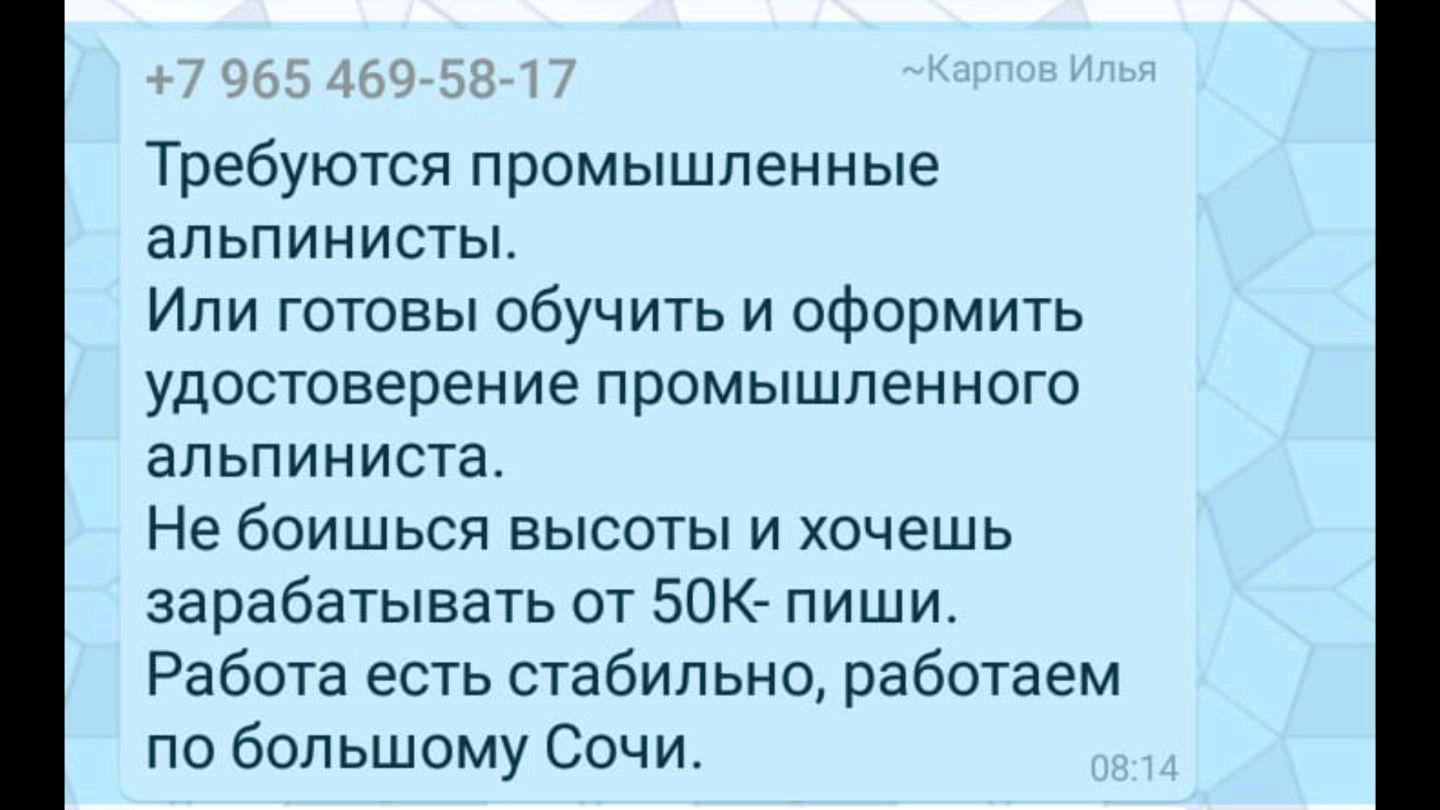 +7 965 469-58-17 ~Карпов Илья
Требуются промышленные
альпинисты.
Или готовы обучить и оформить
удостоверение промышленного
альпиниста.
Не боишься высоты и хочешь
зарабатывать от 50К- пиши.
Работа есть стабильно, работаем
по большому Сочи.
08:14